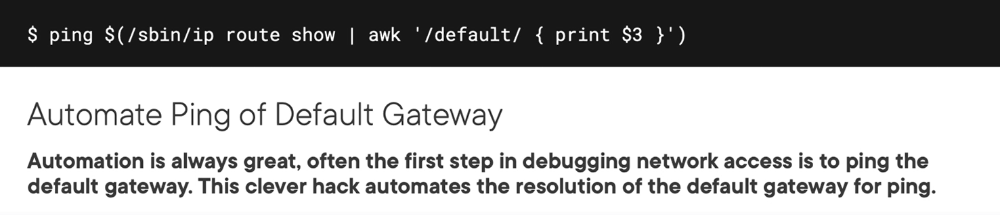 $ ping $(/sbin/ip route show | awk '/default/ { print $3 }')
Automate Ping of Default Gateway
Automation is always great, often the first step in debugging network access is to ping the
default gateway. This clever hack automates the resolution of the default gateway for ping.